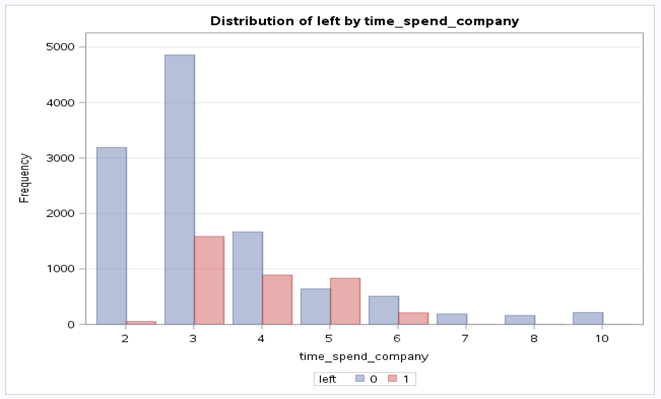 Distribution of left by time_spend_company
5000
4000
3000
2000
1000
0
Frequency
2 3 4 5 6 7 8 10
time_spend_company
left 0 1